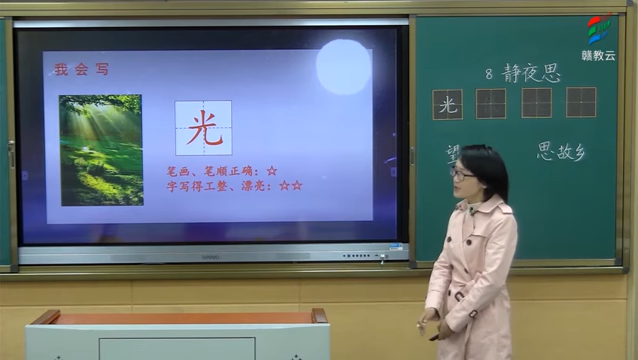 我会写
光
笔画、笔顺正确：☆
字写得工整、漂亮：☆☆
赣教云
8 静夜思
光
望 思故乡